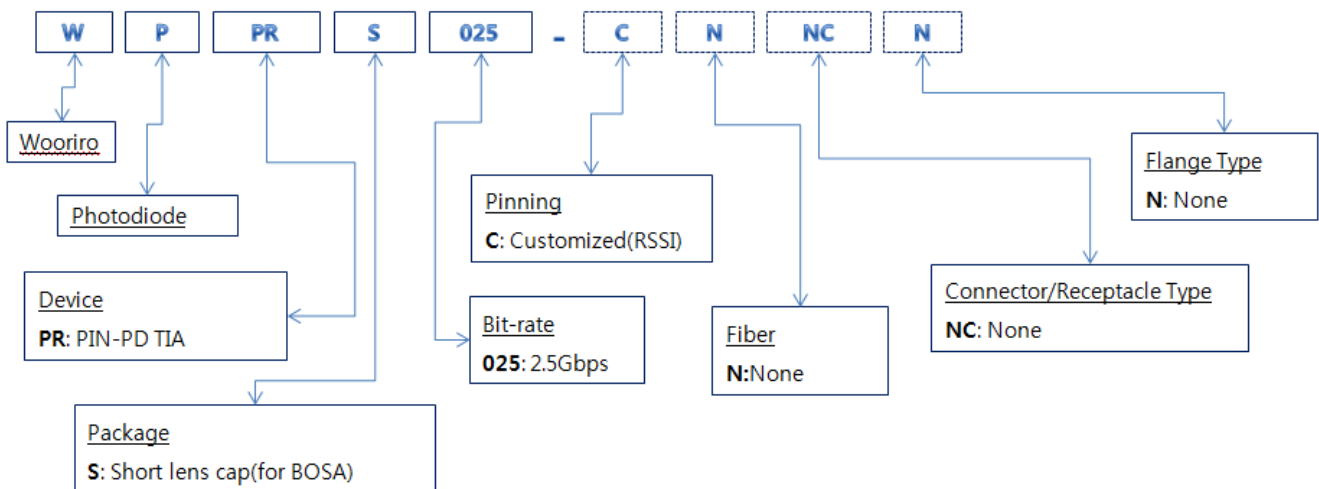 W P PR S 025 - C N NC N
Wooriro
Photodiode
Device
PR: PIN-PD TIA
Package
S: Short lens cap(for BOSA)
Bit-rate
025: 2.5Gbps
Pinning
C: Customized(RSSI)
Fiber
N:None
Connector/Receptacle Type
NC: None
Flange Type
N: None